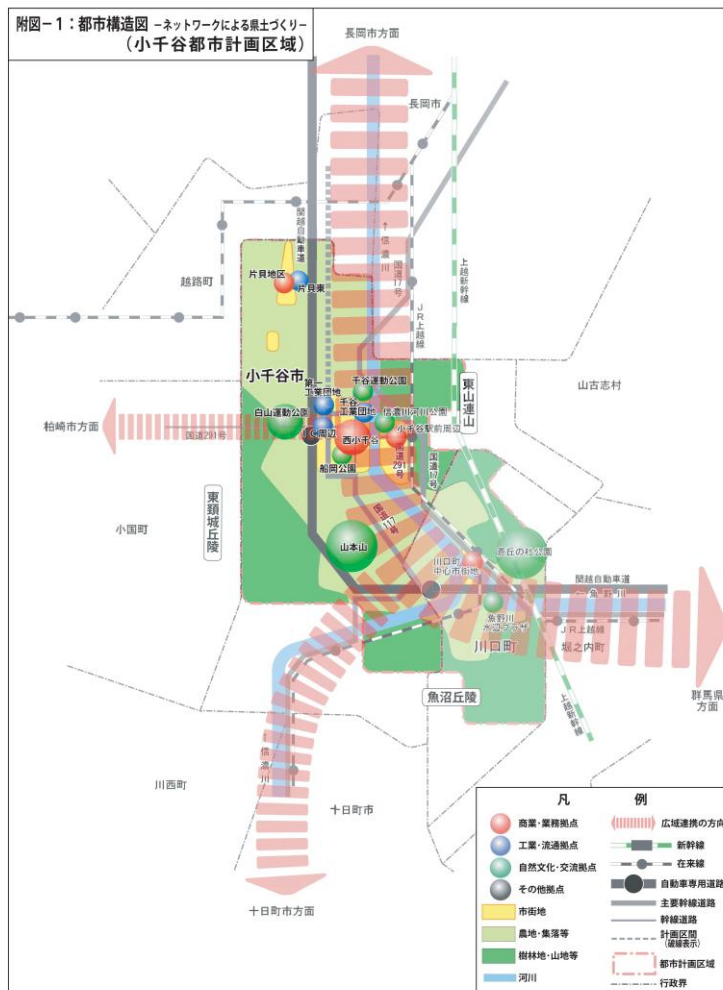 附図－1：都市構造図 －ネットワークによる県土づくり－
（小千谷都市計画区域）
長岡市方面
長岡市
関越自動車道
↑信濃川
国道17号
JR上越線
上越新幹線
越路町
片貝地区
片貝東
小千谷市
第一
工業団地
千谷運動公園
千谷
工業団地
信濃川河川公園
東山連山
山古志村
柏崎市方面
国道291号
白山運動公園
IC周辺
西小千谷
小千谷駅前周辺
国道291号
国道17号
船岡公園
東頚城丘陵
小国町
国道117号
山本山
川口町
中心市街地
関越自動車道
←魚野川
魚野川
水辺プラザ
JR上越線
川口町
堀之内町
群馬県
方面
魚沼丘陵
上越新幹線
↑信濃川
川西町
十日町市
十日町市方面
凡 例
商業・業務拠点
工業・流通拠点
自然文化・交流拠点
その他拠点
市街地
農地・集落等
樹林地・山地等
河川
広域連携の方向
新幹線
在来線
自動車専用道路
主要幹線道路
幹線道路
計画区間
（破線表示）
都市計画区域
行政界